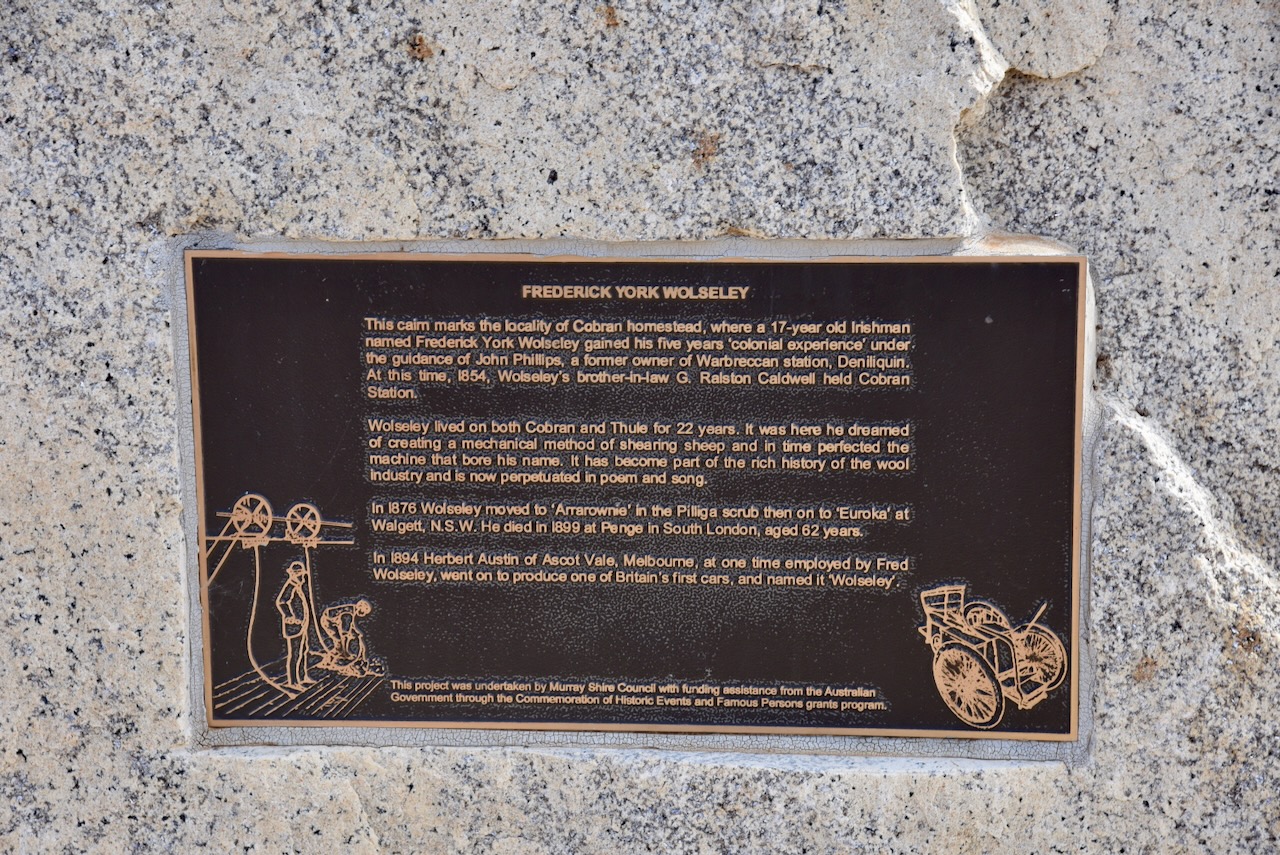 FREDERICK YORK WOLSELEY
This cairn marks the locality of Cobran homestead, where a 17-year old Irishman
named Frederick York Wolseley gained his five years 'colonial experience' under
the guidance of John Phillips, a former owner of Warbreccan station, Deniliquin.
At this time, 1854, Wolseley's brother-in-law G. Ralston Caldwell held Cobran
Station.
Wolseley lived on both Cobran and Thule for 22 years. It was here he dreamed
of creating a mechanical method of shearing sheep and in time perfected the
machine that bore his name. It has become part of the rich history of the wool
industry and is now perpetuated in poem and song.
In 1876 Wolseley moved to 'Arrarownie' in the Pilliga scrub then on to 'Euroka' at
Walgett, N.S.W. He died in 1899 at Penge in South London, aged 62 years.
In 1894 Herbert Austin of Ascot Vale, Melbourne, at one time employed by Fred
Wolseley, went on to produce one of Britain's first cars, and named it 'Wolseley'.
This project was undertaken by Murray Shire Council with funding assistance from the Australian
Government through the Commemoration of Historic Events and Famous Persons grants program.